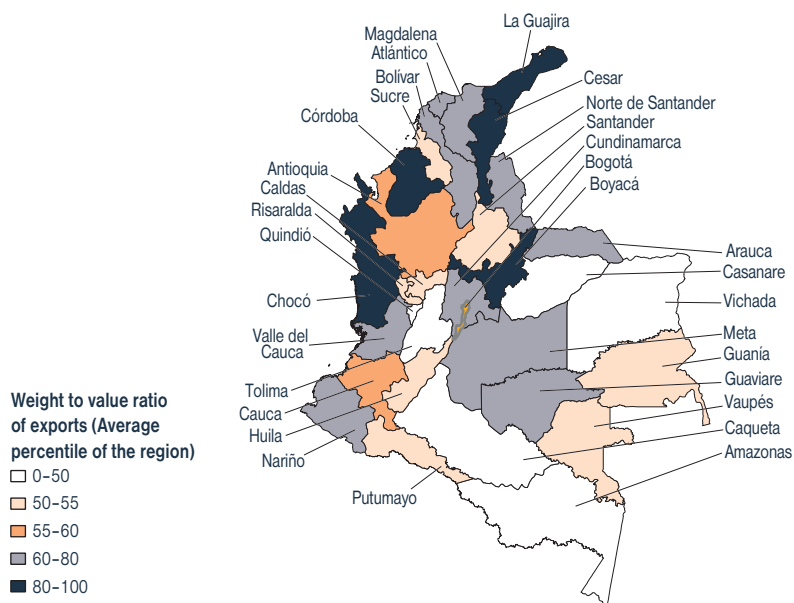 La Guajira
Magdalena
Atlántico
Bolívar
Sucre
Córdoba
Antioquia
Caldas
Risaralda
Quindió
Chocó
Valle del
Cauca
Tolima
Cauca
Huila
Nariño
Putumayo
Cesar
Norte de Santander
Santander
Cundinamarca
Bogotá
Boyacá
Arauca
Casanare
Vichada
Meta
Guanía
Guaviare
Vaupés
Caqueta
Amazonas
Weight to value ratio
of exports (Average
percentile of the region)
0–50
50–55
55–60
60–80
80–100